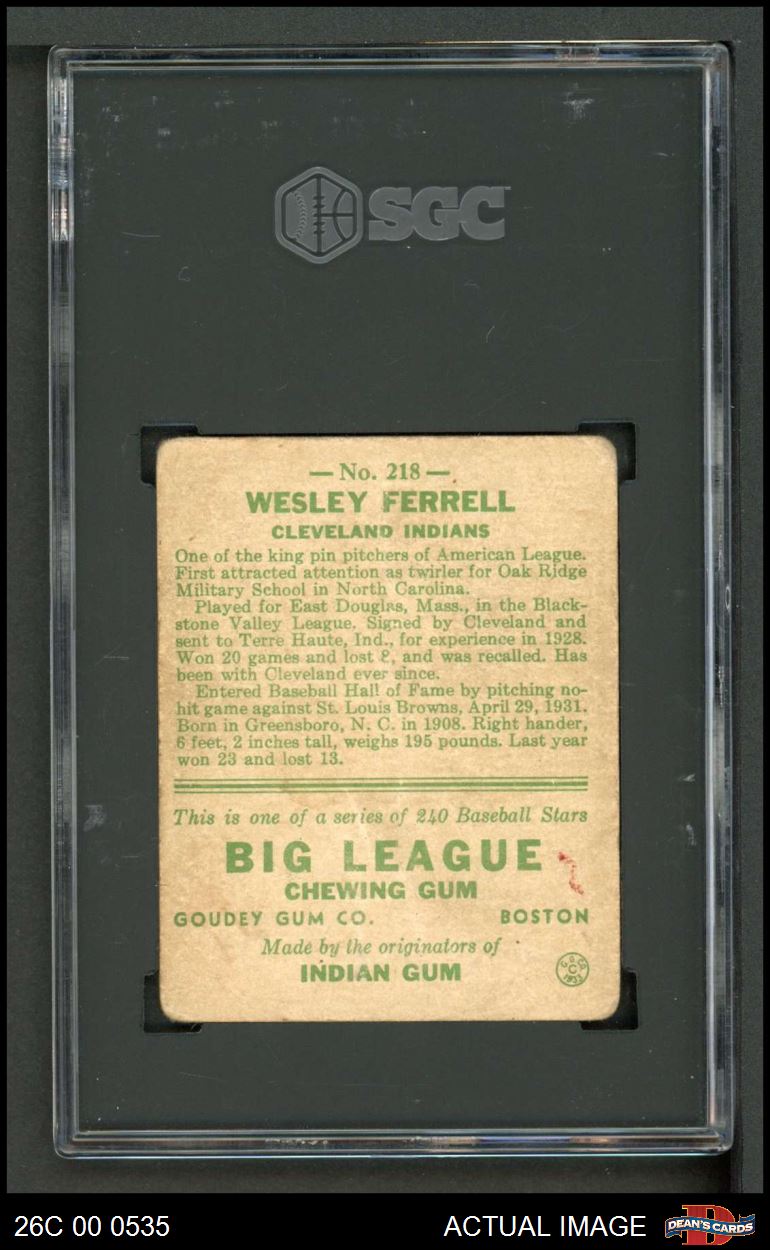 SGC
— No. 218 —
WESLEY FERRELL
CLEVELAND INDIANS
One of the king pin pitchers of American League.
First attracted attention as twirler for Oak Ridge
Military School in North Carolina.
Played for East Douglas, Mass., in the Black-
stone Valley League. Signed by Cleveland and
sent to Terre Haute, Ind., for experience in 1928.
Won 20 games and lost 8, and was recalled. Has
been with Cleveland ever since.
Entered Baseball Hall of Fame by pitching no-
hit game against St. Louis Browns, April 29, 1931.
Born in Greensboro, N. C. in 1908. Right hander,
6 feet, 2 inches tall, weighs 195 pounds. Last year
won 23 and lost 13.
This is one of a series of 240 Baseball Stars
BIG LEAGUE
CHEWING GUM
GOUDEY GUM CO. BOSTON
Made by the originators of
INDIAN GUM
G. G. CO.
C
1933
26C 00 0535
ACTUAL IMAGE
D
DEAN'S CARDS